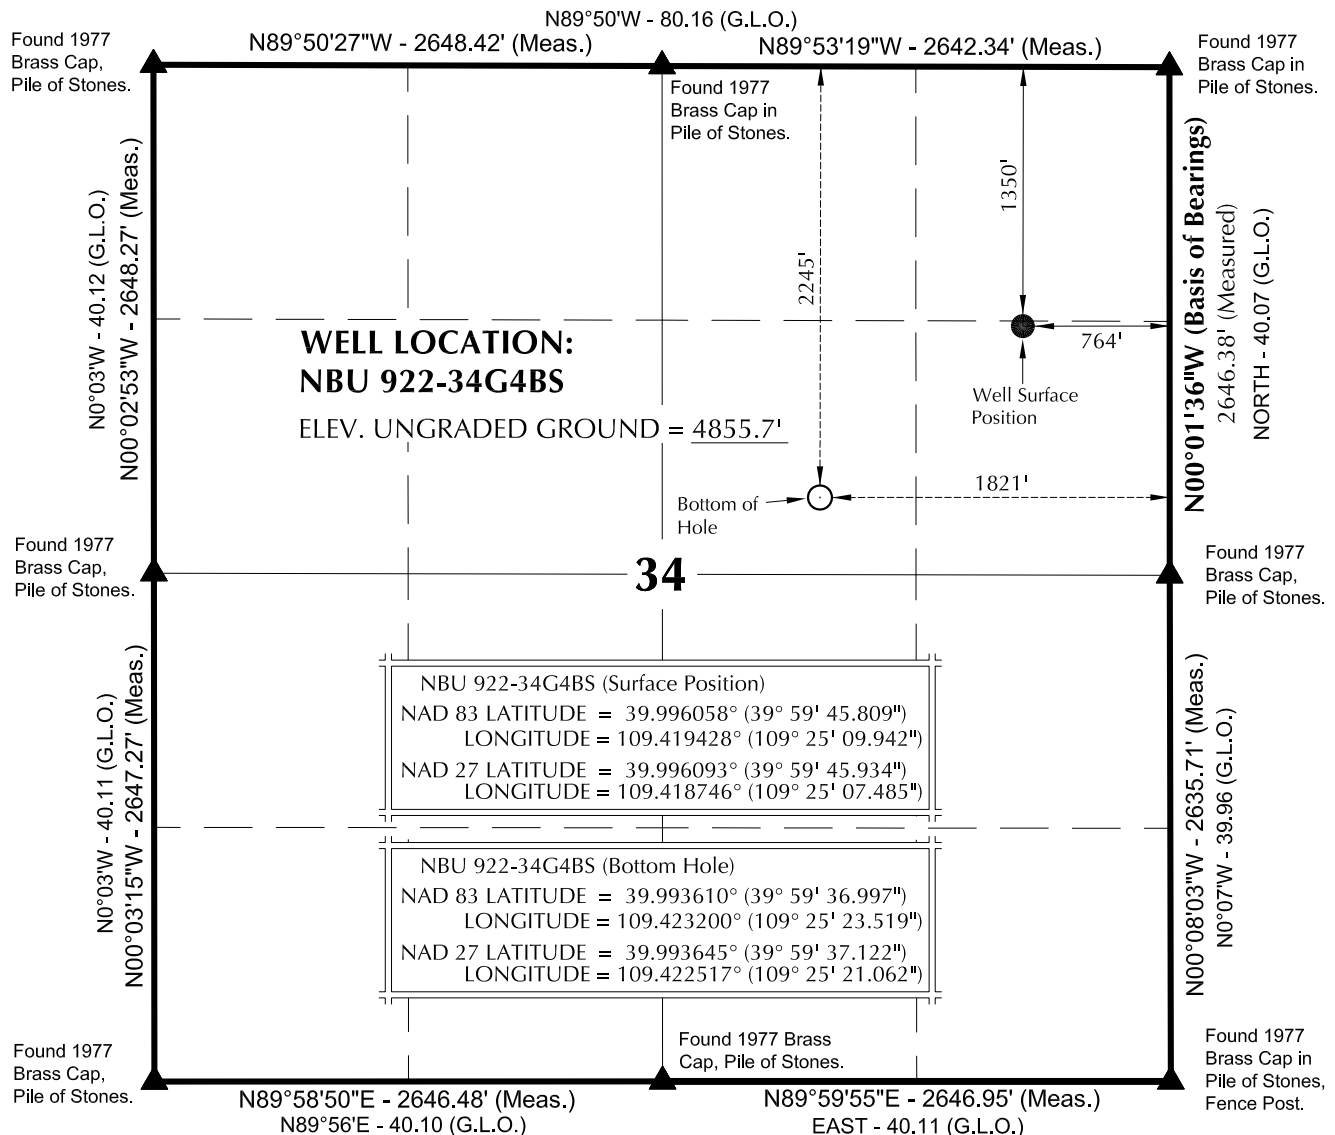 N89°50'W - 80.16 (G.L.O.)
N89°50'27"W - 2648.42' (Meas.)
N89°53'19"W - 2642.34' (Meas.)
Found 1977
Brass Cap,
Pile of Stones.
Found 1977
Brass Cap in
Pile of Stones.
Found 1977
Brass Cap in
Pile of Stones.
N0°03'W - 40.12 (G.L.O.)
N00°02'53"W - 2648.27' (Meas.)
2245'
1350'
764'
N00°01'36"W (Basis of Bearings)
2646.38' (Measured)
NORTH - 40.07 (G.L.O.)
WELL LOCATION:
NBU 922-34G4BS
ELEV. UNGRADED GROUND = 4855.7'
Well Surface
Position
1821'
Bottom of
Hole
Found 1977
Brass Cap,
Pile of Stones.
34
Found 1977
Brass Cap,
Pile of Stones.
N0°03'W - 40.11 (G.L.O.)
N00°03'15"W - 2647.27' (Meas.)
NBU 922-34G4BS (Surface Position)
NAD 83 LATITUDE = 39.996058° (39° 59' 45.809")
LONGITUDE = 109.419428° (109° 25' 09.942")
NAD 27 LATITUDE = 39.996093° (39° 59' 45.934")
LONGITUDE = 109.418746° (109° 25' 07.485")
NBU 922-34G4BS (Bottom Hole)
NAD 83 LATITUDE = 39.993610° (39° 59' 36.997")
LONGITUDE = 109.423200° (109° 25' 23.519")
NAD 27 LATITUDE = 39.993645° (39° 59' 37.122")
LONGITUDE = 109.422517° (109° 25' 21.062")
N00°08'03"W - 2635.71' (Meas.)
N0°07'W - 39.96 (G.L.O.)
Found 1977
Brass Cap,
Pile of Stones.
Found 1977 Brass
Cap, Pile of Stones.
Found 1977
Brass Cap in
Pile of Stones,
Fence Post.
N89°58'50"E - 2646.48' (Meas.)
N89°56'E - 40.10 (G.L.O.)
N89°59'55"E - 2646.95' (Meas.)
EAST - 40.11 (G.L.O.)